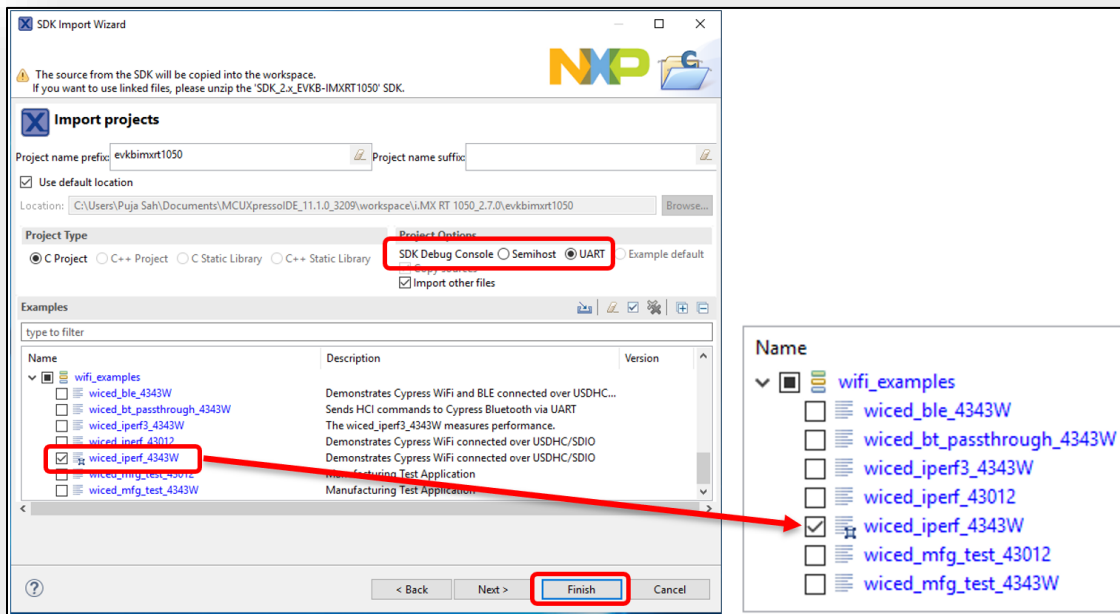 SDK Import Wizard
NXP
The source from the SDK will be copied into the workspace.
If you want to use linked files, please unzip the 'SDK_2.x_EVKB-IMXRT1050' SDK.
Import projects
Project name prefix: evkbimxrt1050 Project name suffix:
Use default location
Location: C:\Users\Puja Sah\Documents\MCUXpressoIDE_11.1.0_3209\workspace\i.MX RT 1050_2.7.0\evkbimxrt1050 Browse...
Project Type Project Options
C Project C++ Project C Static Library C++ Static Library SDK Debug Console Semihost UART Example default
Copy sources
Import other files
Examples
type to filter
Name Description Version
wifi_examples
wiced_ble_4343W Demonstrates Cypress WiFi and BLE connected over USDHC...
wiced_bt_passthrough_4343W Sends HCI commands to Cypress Bluetooth via UART
wiced_iperf3_4343W The wiced_iperf3_4343W measures performance.
wiced_iperf_43012 Demonstrates Cypress WiFi connected over USDHC/SDIO
wiced_iperf_4343W Demonstrates Cypress WiFi connected over USDHC/SDIO
wiced_mfg_test_43012 Manufacturing Test Application
wiced_mfg_test_4343W Manufacturing Test Application
< Back Next > Finish Cancel
Name
wifi_examples
wiced_ble_4343W
wiced_bt_passthrough_4343W
wiced_iperf3_4343W
wiced_iperf_43012
wiced_iperf_4343W
wiced_mfg_test_43012
wiced_mfg_test_4343W